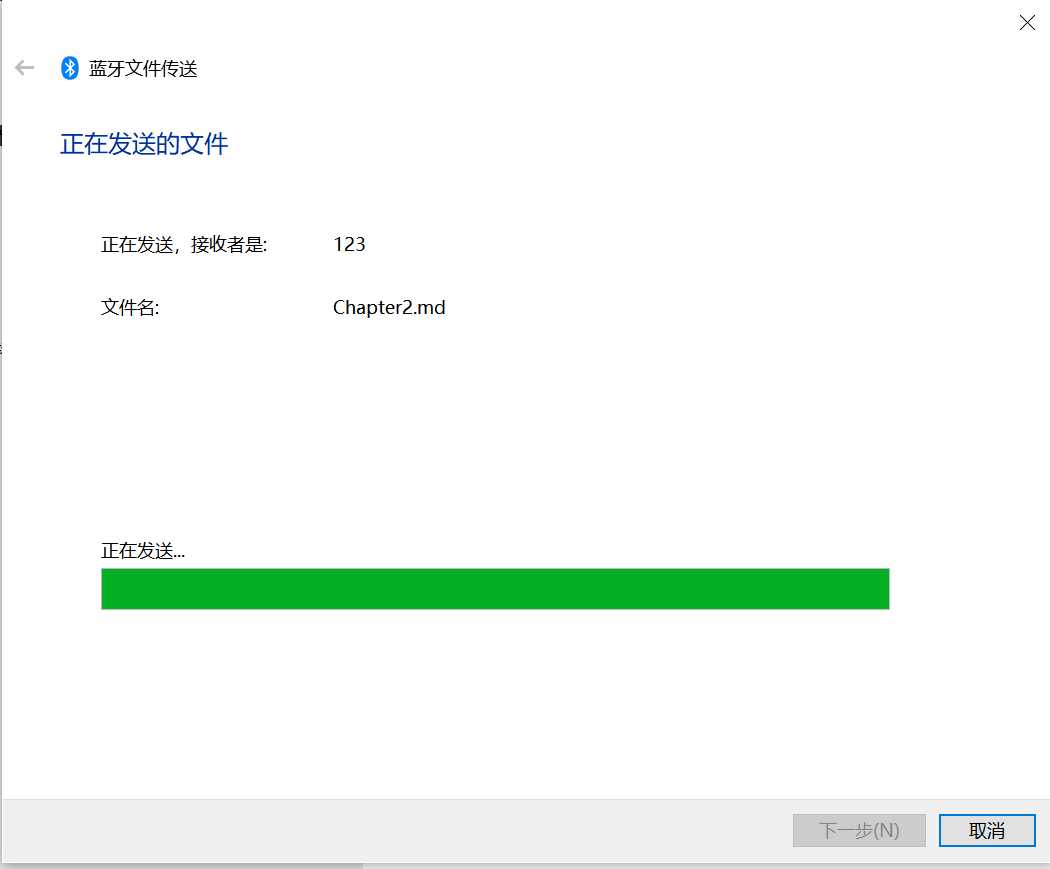 蓝牙文件传送
正在发送的文件
正在发送，接收者是: 123
文件名: Chapter2.md
正在发送...
下一步(N) 取消